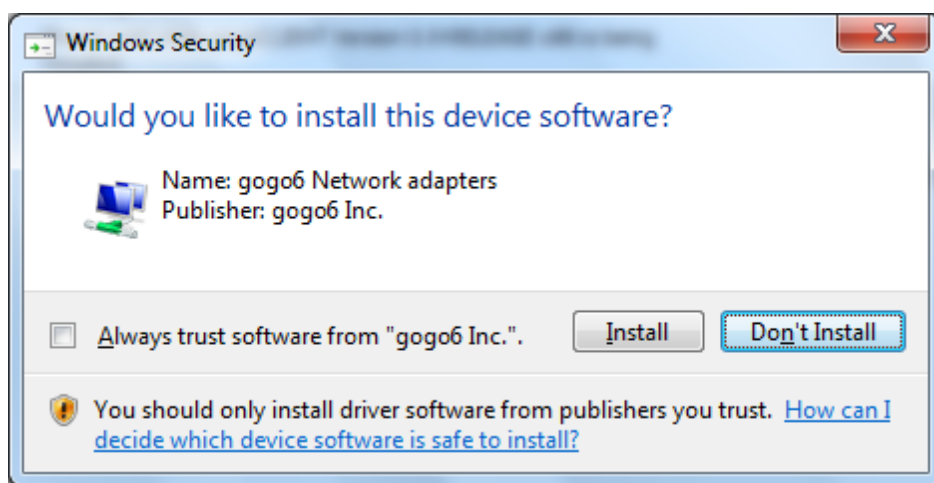 Windows Security
Would you like to install this device software?
Name: gogo6 Network adapters
Publisher: gogo6 Inc.
Always trust software from "gogo6 Inc.".
Install
Don't Install
You should only install driver software from publishers you trust. How can I
decide which device software is safe to install?